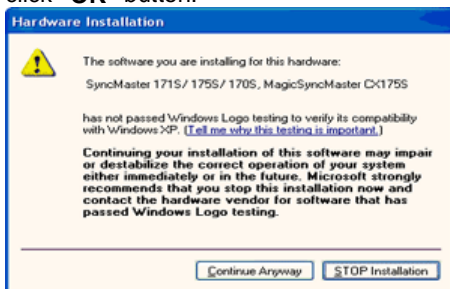 click "OK" button.
Hardware Installation
The software you are installing for this hardware:
SyncMaster 171S/ 175S/ 170S, MagicSyncMaster CX175S
has not passed Windows Logo testing to verify its compatibility
with Windows XP. (Tell me why this testing is important.)
Continuing your installation of this software may impair
or destabilize the correct operation of your system
either immediately or in the future. Microsoft strongly
recommends that you stop this installation now and
contact the hardware vendor for software that has
passed Windows Logo testing.
Continue Anyway STOP Installation